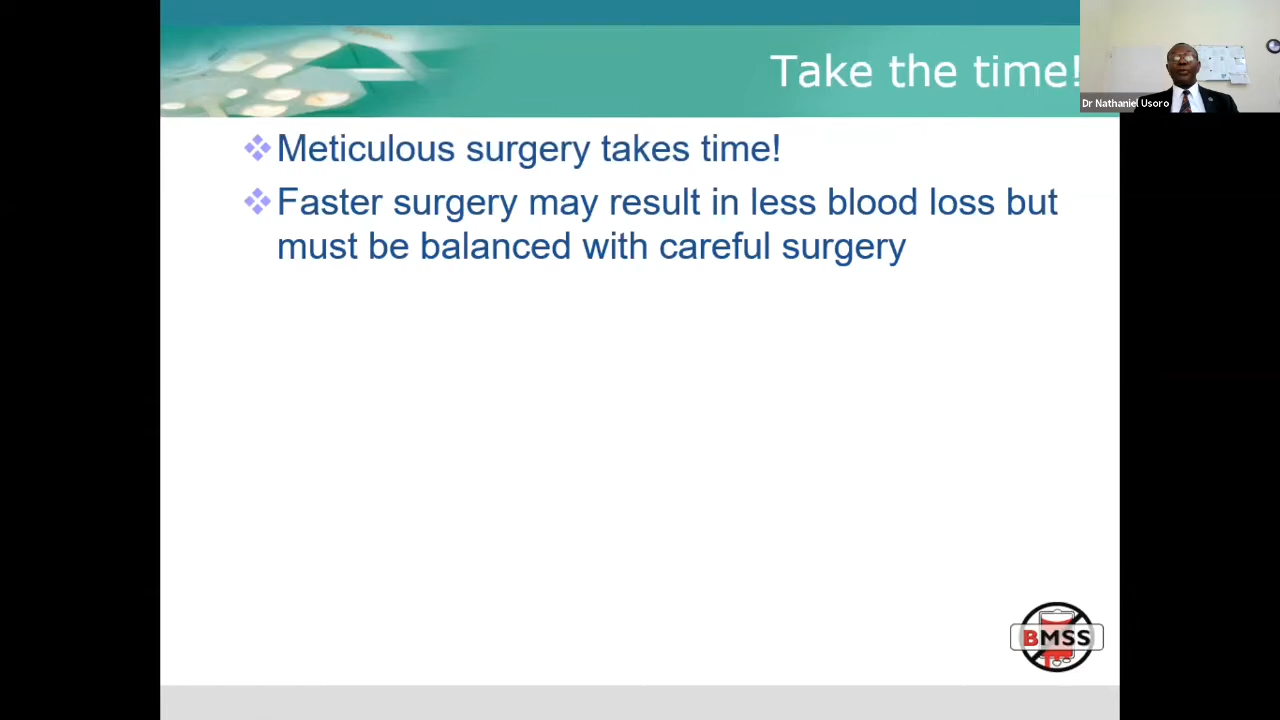 Take the time!
Dr Nathaniel Usoro
Meticulous surgery takes time!
Faster surgery may result in less blood loss but
must be balanced with careful surgery
BMSS